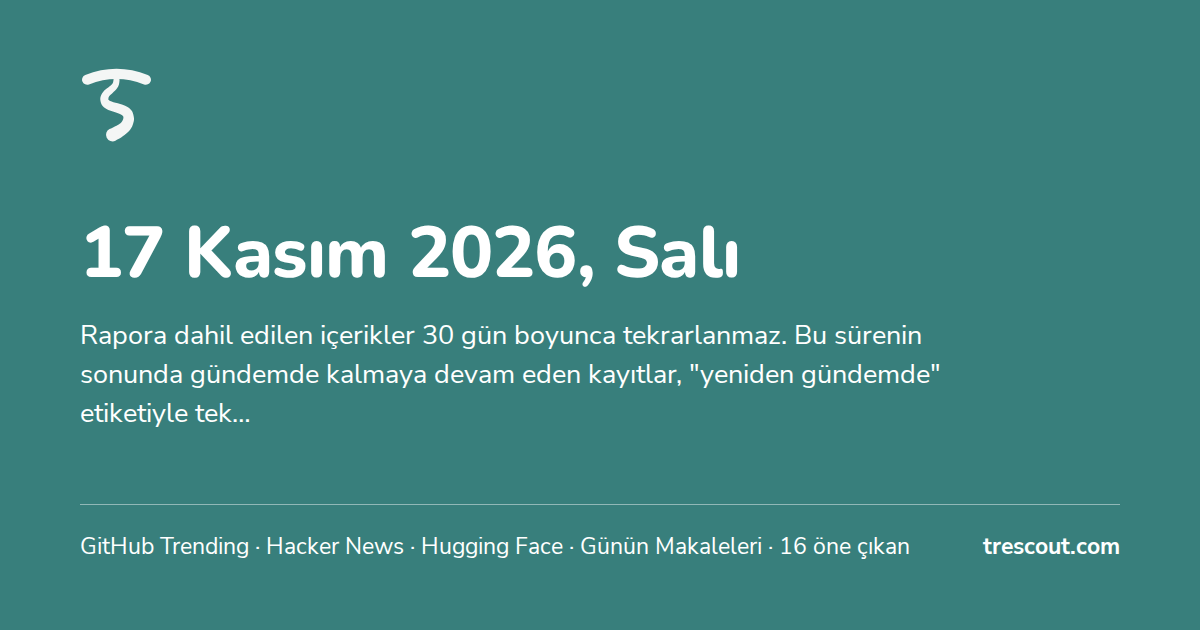 17 Kasım 2026, Salı
Rapora dahil edilen içerikler 30 gün boyunca tekrarlanmaz. Bu sürenin
sonunda gündemde kalmaya devam eden kayıtlar, "yeniden gündemde"
etiketiyle tek...
GitHub Trending · Hacker News · Hugging Face · Günün Makaleleri · 16 öne çıkan
trescout.com